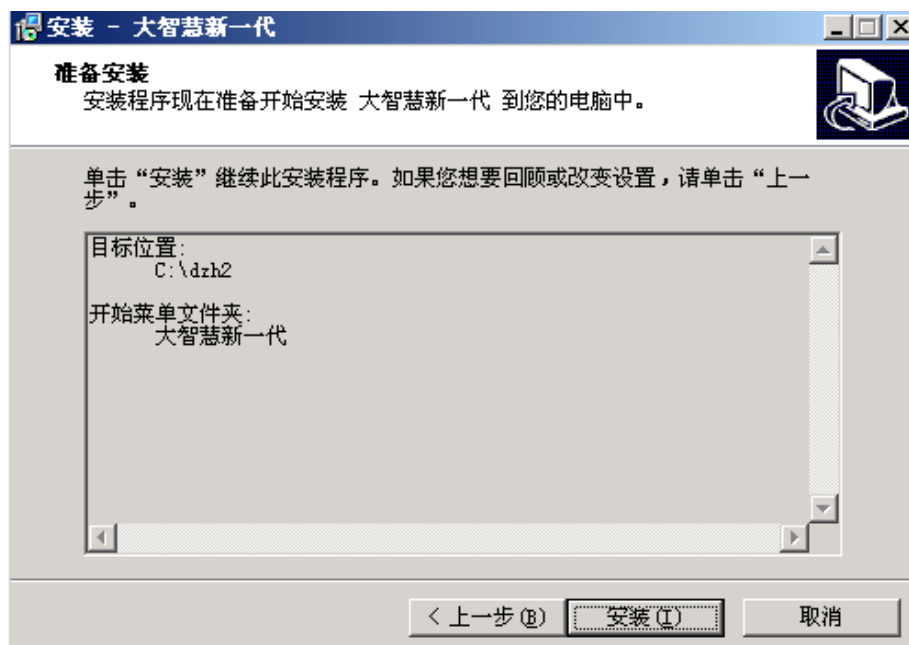 安装 - 大智慧新一代
准备安装
安装程序现在准备开始安装 大智慧新一代 到您的电脑中。
单击“安装”继续此安装程序。如果您想要回顾或改变设置，请单击“上一
步”。
目标位置:
C:\dzh2
开始菜单文件夹:
大智慧新一代
< 上一步(B) 安装(I) 取消